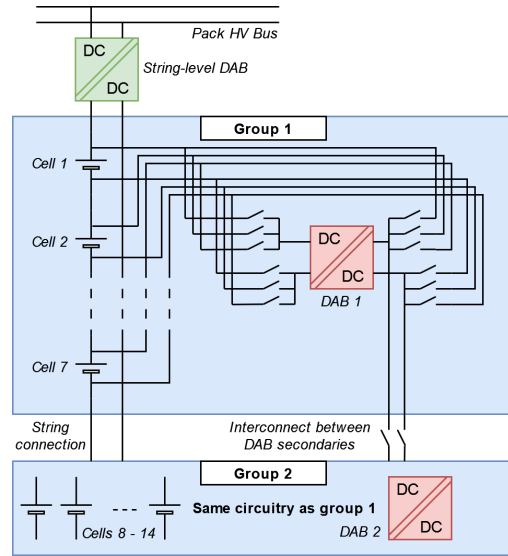 Pack HV Bus
DC
DC
String-level DAB
Group 1
Cell 1
Cell 2
DC
DC
DAB 1
Cell 7
String
connection
Interconnect between
DAB secondaries
Group 2
Same circuitry as group 1
Cells 8 - 14
DC
DC
DAB 2